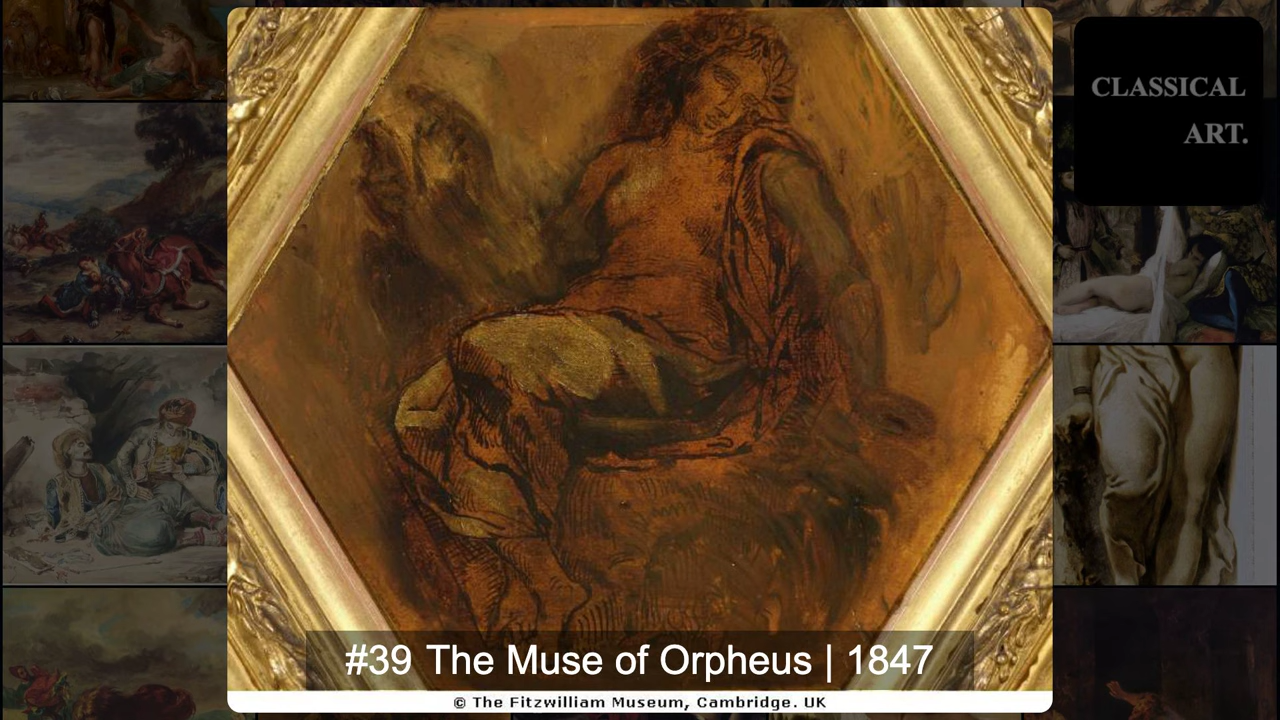 CLASSICAL
ART.
#39 The Muse of Orpheus | 1847
© The Fitzwilliam Museum, Cambridge. UK